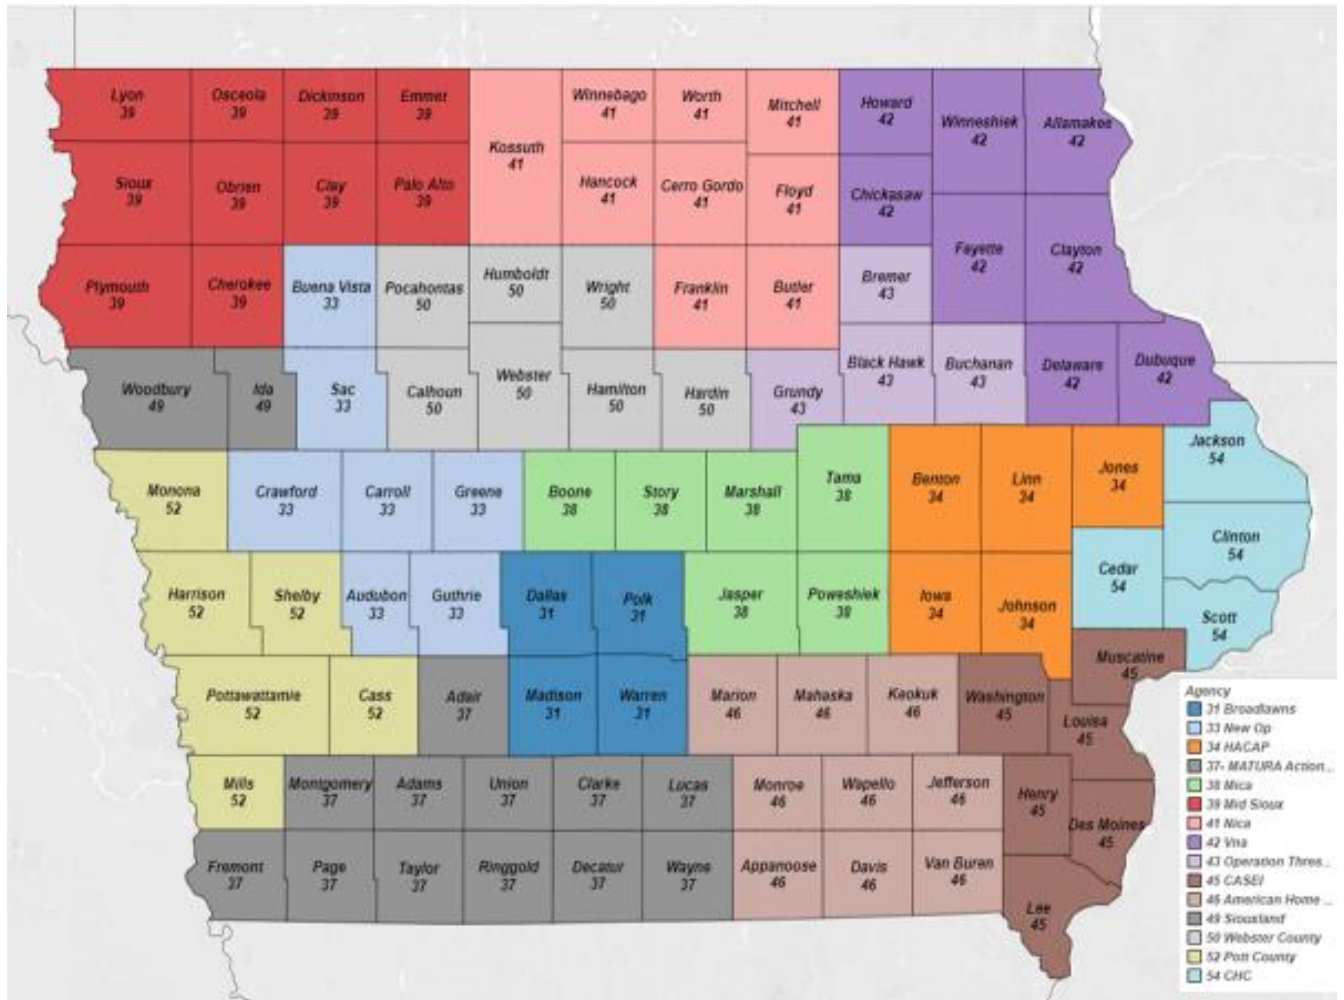 Lyon
39
Osceola
39
Dickinson
39
Emmer
39
Kossuth
41
Winnebago
41
Worth
41
Mitchell
41
Howard
42
Winneshiek
42
Allamakee
42
Sioux
39
Obrien
39
Clay
39
Palo Alto
39
Hancock
41
Cerro Gordo
41
Floyd
41
Chickasaw
42
Fayette
42
Clayton
42
Plymouth
39
Cherokee
39
Buena Vista
33
Pocahontas
50
Humboldt
50
Wright
50
Franklin
41
Butler
41
Bremer
43
Woodbury
49
Ida
49
Sac
33
Calhoun
50
Webster
50
Hamilton
50
Hardin
50
Grundy
43
Black Hawk
43
Buchanan
43
Delaware
42
Dubuque
42
Monona
52
Crawford
33
Carroll
33
Greene
33
Boone
38
Story
38
Marshall
38
Tama
38
Benton
34
Linn
34
Jones
34
Jackson
54
Clinton
54
Harrison
52
Shelby
52
Audubon
33
Guthrie
33
Dallas
31
Polk
31
Jasper
38
Poweshiek
38
Iowa
34
Johnson
34
Cedar
54
Scott
54
Pottawattamie
52
Cass
52
Adair
37
Madison
31
Warren
31
Marion
46
Mahaska
46
Keokuk
46
Washington
45
Muscatine
45
Louisa
45
Mills
52
Montgomery
37
Adams
37
Union
37
Clarke
37
Lucas
37
Monroe
46
Wapello
46
Jefferson
46
Henry
45
Des Moines
45
Fremont
37
Page
37
Taylor
37
Ringgold
37
Decatur
37
Wayne
37
Appanoose
46
Davis
46
Van Buren
46
Lee
45
Agency
31 Broadlawns
33 New Op
34 HACAP
37- MATURA Action...
38 Mica
39 Mid Sioux
41 Nica
42 Vna
43 Operation Thres...
45 CASEI
46 American Home ...
49 Siouxland
50 Webster County
52 Pott County
54 CHC